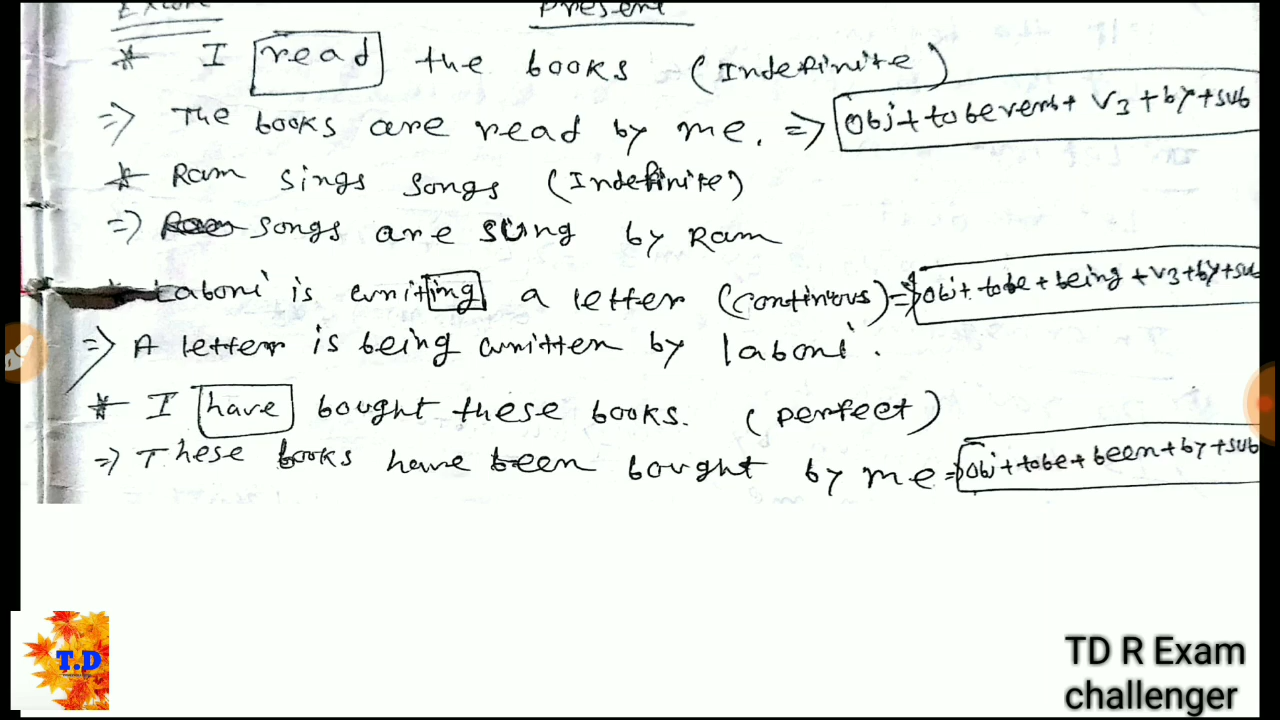 Present
* I read the books (Indefinite)
=> The books are read by me. => obj + to be verb + V3 + by + sub
* Ram sings songs (Indefinite)
=> songs are sung by Ram
Laboni is writing a letter (continuous) => obj + to be + being + v3 + by + sub
=> A letter is being written by laboni.
* I have bought these books. (perfect)
=> These books have been bought by me => obj + to be + been + by + sub
T.D
TD R Exam
challenger